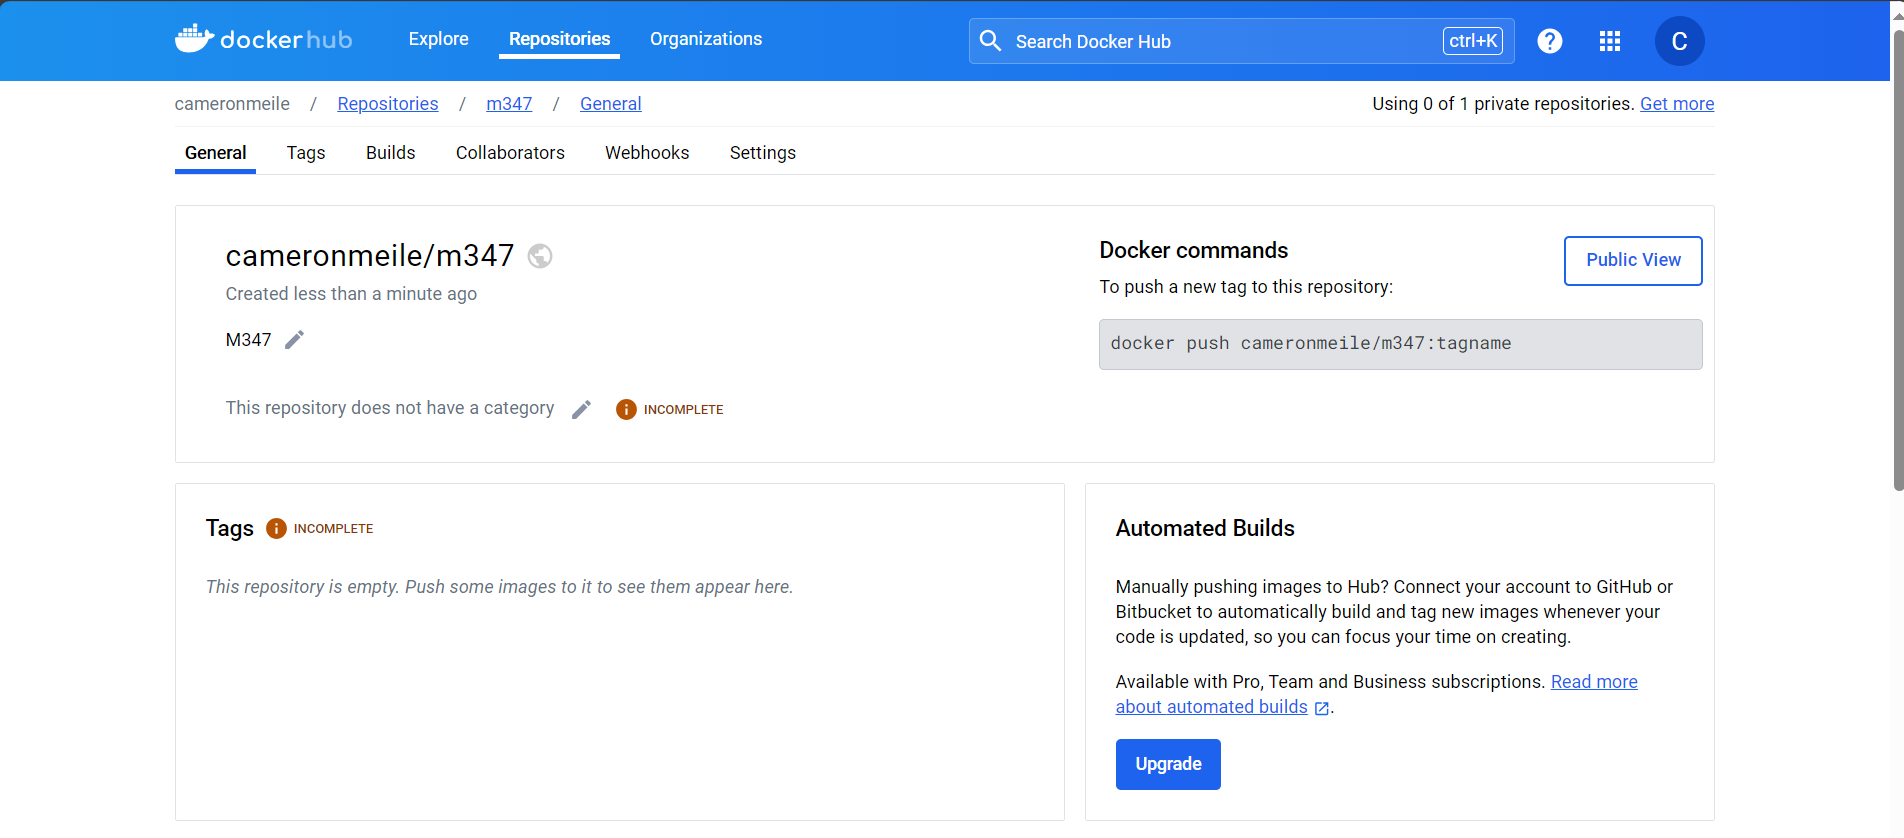 docker hub Explore Repositories Organizations Search Docker Hub ctrl+K ? C
cameronmeile / Repositories / m347 / General Using 0 of 1 private repositories. Get more
General Tags Builds Collaborators Webhooks Settings
cameronmeile/m347
Created less than a minute ago
M347
This repository does not have a category i INCOMPLETE
Docker commands
Public View
To push a new tag to this repository:
docker push cameronmeile/m347:tagname
Tags i INCOMPLETE
This repository is empty. Push some images to it to see them appear here.
Automated Builds
Manually pushing images to Hub? Connect your account to GitHub or
Bitbucket to automatically build and tag new images whenever your
code is updated, so you can focus your time on creating.
Available with Pro, Team and Business subscriptions. Read more
about automated builds .
Upgrade